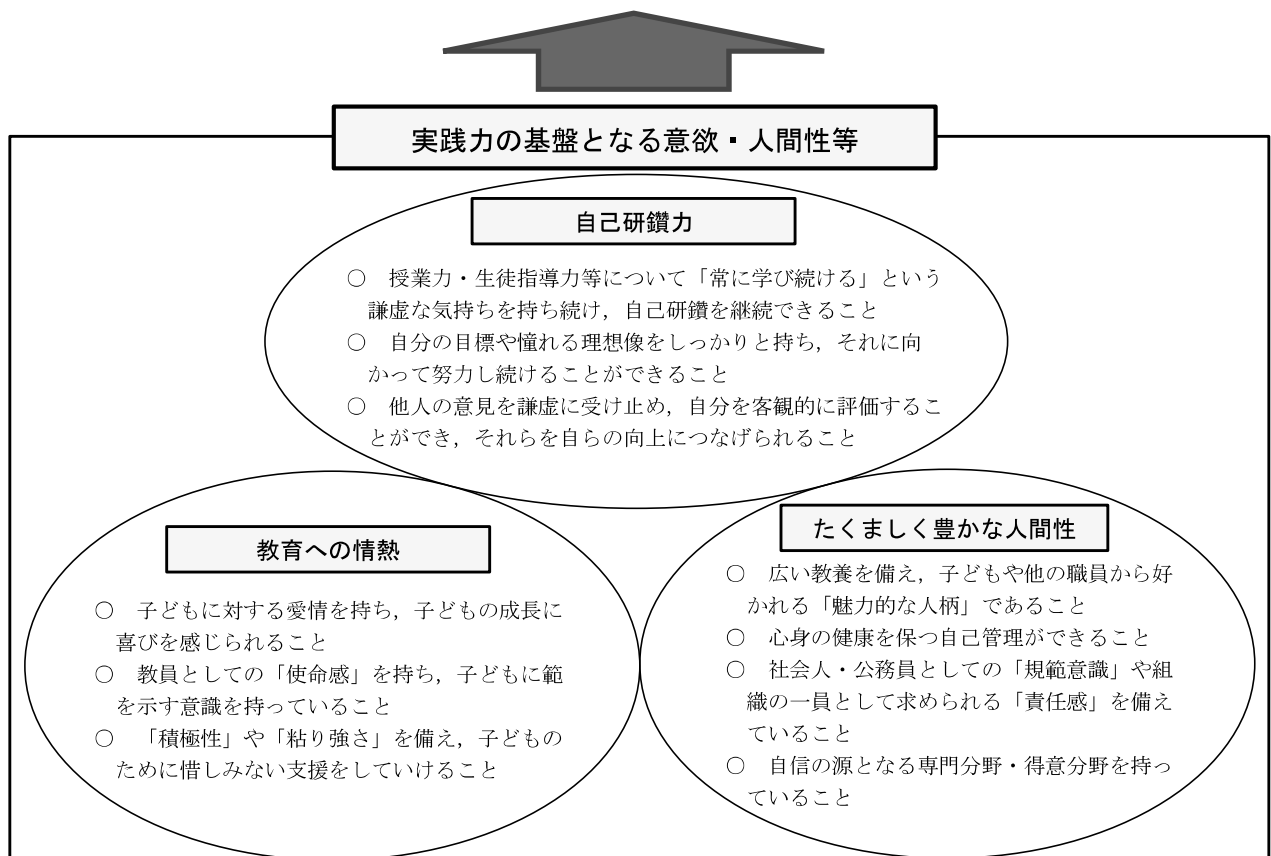 実践力の基盤となる意欲・人間性等
自己研鑽力
○ 授業力・生徒指導力等について「常に学び続ける」という
謙虚な気持ちを持ち続け，自己研鑽を継続できること
○ 自分の目標や憧れる理想像をしっかりと持ち，それに向
かって努力し続けることができること
○ 他人の意見を謙虚に受け止め，自分を客観的に評価するこ
とができ，それらを自らの向上につなげられること
教育への情熱
○ 子どもに対する愛情を持ち，子どもの成長に
喜びを感じられること
○ 教員としての「使命感」を持ち，子どもに範
を示す意識を持っていること
○ 「積極性」や「粘り強さ」を備え，子どもの
ために惜しみない支援をしていけること
たくましく豊かな人間性
○ 広い教養を備え，子どもや他の職員から好
かれる「魅力的な人柄」であること
○ 心身の健康を保つ自己管理ができること
○ 社会人・公務員としての「規範意識」や組
織の一員として求められる「責任感」を備え
ていること
○ 自信の源となる専門分野・得意分野を持っ
ていること